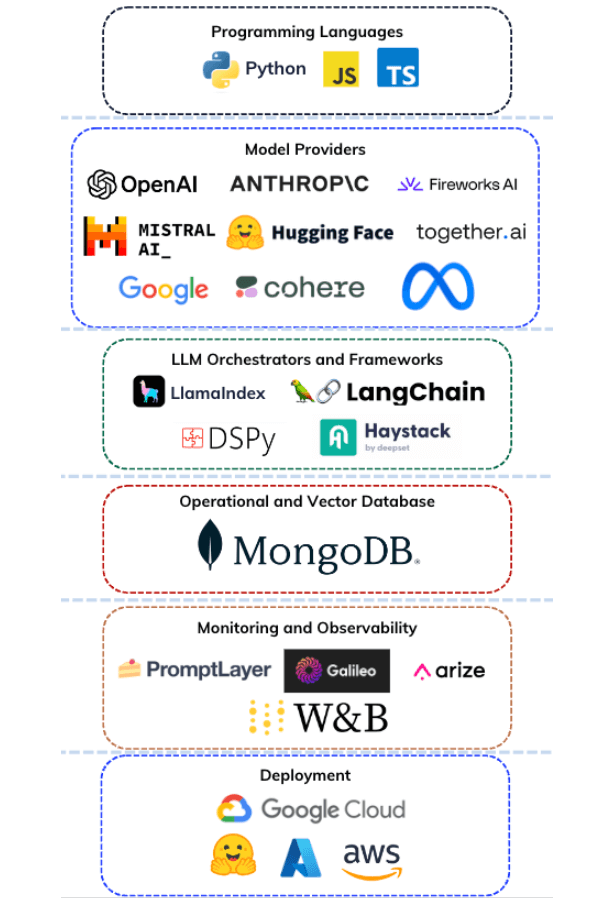 Programming Languages
Python JS TS
Model Providers
OpenAI ANTHROP\C Fireworks AI
MISTRAL AI_ Hugging Face together.ai
Google cohere
LLM Orchestrators and Frameworks
LlamaIndex LangChain
DSPy Haystack
by deepset
Operational and Vector Database
MongoDB®
Monitoring and Observability
PromptLayer Galileo arize
W&B
Deployment
Google Cloud
aws